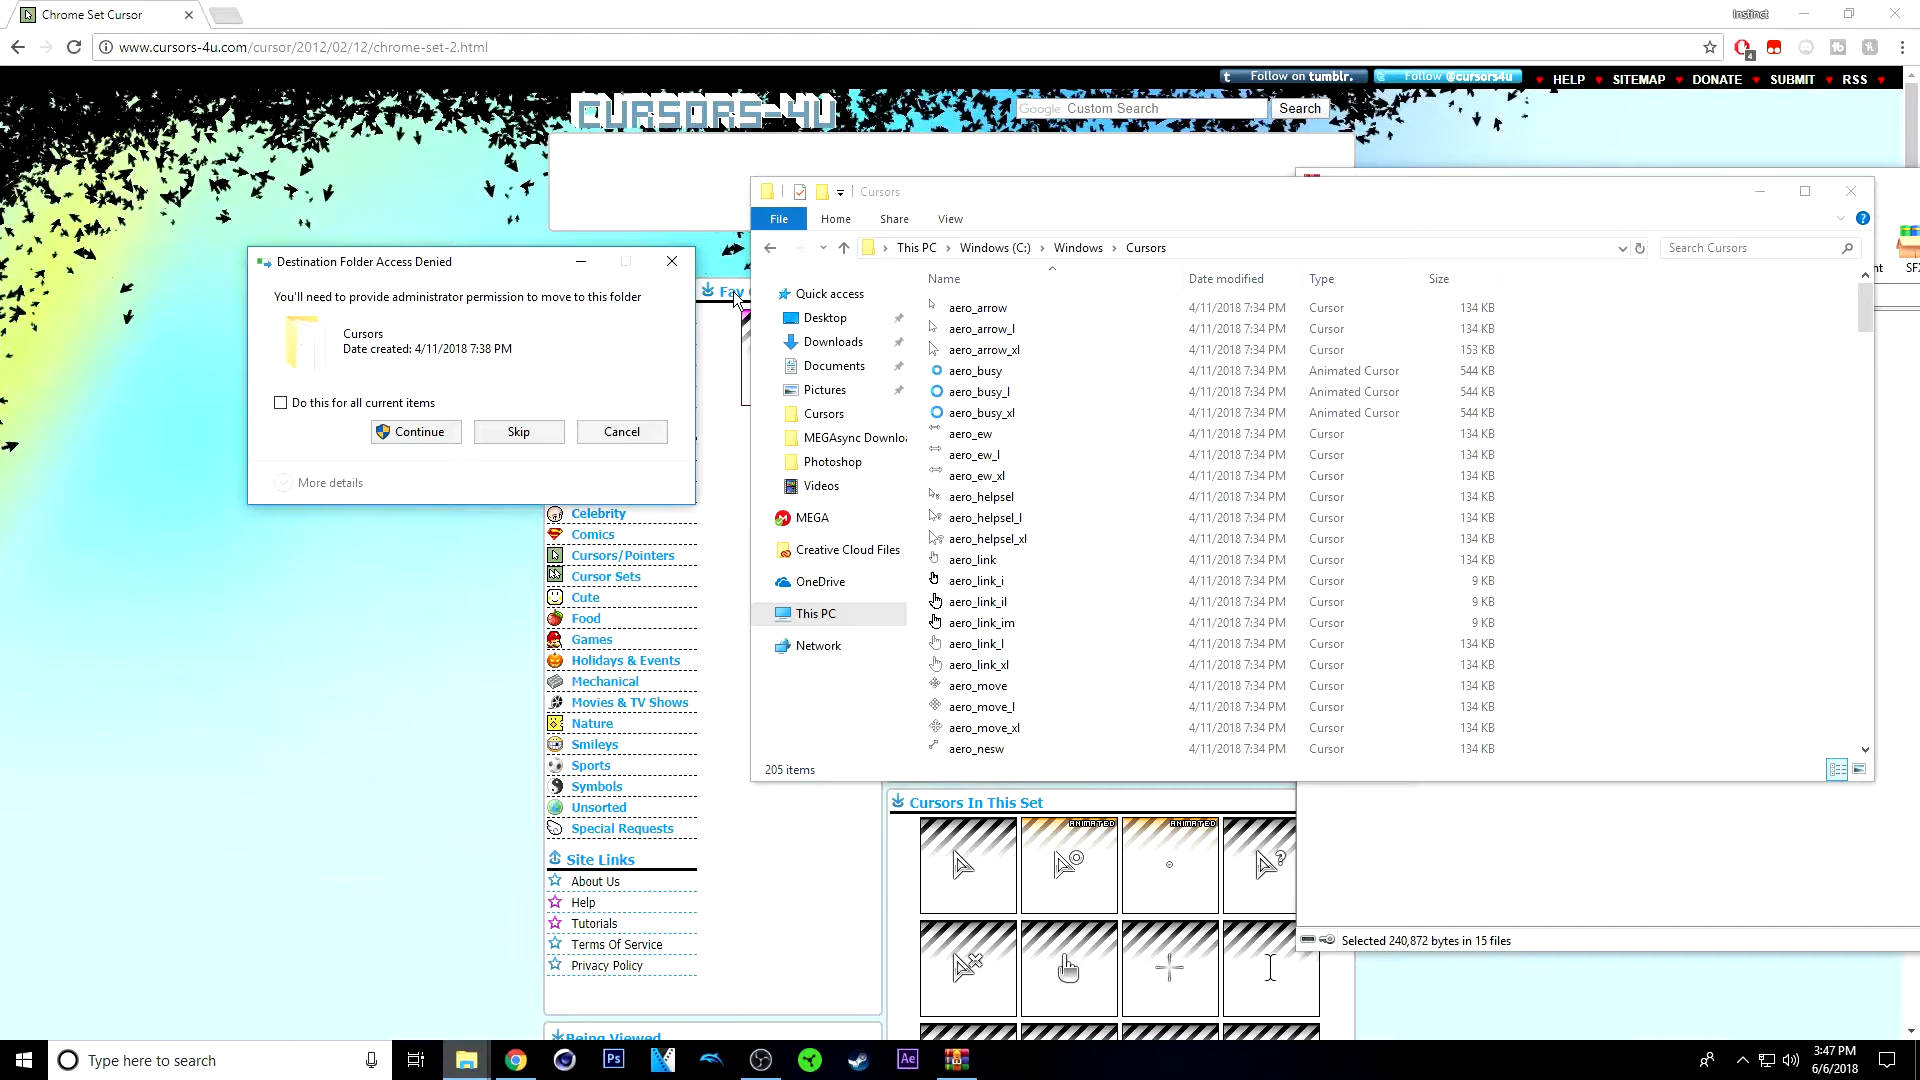 Chrome Set Cursor
Instinct
www.cursors-4u.com/cursor/2012/02/12/chrome-set-2.html
4
t Follow on tumblr.
Follow @cursors4u
HELP
SITEMAP
DONATE
SUBMIT
RSS
CURSORS-4U
Google Custom Search
Search
Cursors
File
Home
Share
View
This PC
Windows (C:)
Windows
Cursors
Search Cursors
Destination Folder Access Denied
You'll need to provide administrator permission to move to this folder
Cursors
Date created: 4/11/2018 7:38 PM
Do this for all current items
Continue
Skip
Cancel
More details
Fav
Name
Date modified
Type
Size
Quick access
Desktop
Downloads
Documents
Pictures
Cursors
MEGAsync Downlo
Photoshop
Videos
MEGA
Creative Cloud Files
OneDrive
This PC
Network
aero_arrow 4/11/2018 7:34 PM Cursor 134 KB
aero_arrow_l 4/11/2018 7:34 PM Cursor 134 KB
aero_arrow_xl 4/11/2018 7:34 PM Cursor 153 KB
aero_busy 4/11/2018 7:34 PM Animated Cursor 544 KB
aero_busy_l 4/11/2018 7:34 PM Animated Cursor 544 KB
aero_busy_xl 4/11/2018 7:34 PM Animated Cursor 544 KB
aero_ew 4/11/2018 7:34 PM Cursor 134 KB
aero_ew_l 4/11/2018 7:34 PM Cursor 134 KB
aero_ew_xl 4/11/2018 7:34 PM Cursor 134 KB
aero_helpsel 4/11/2018 7:34 PM Cursor 134 KB
aero_helpsel_l 4/11/2018 7:34 PM Cursor 134 KB
aero_helpsel_xl 4/11/2018 7:34 PM Cursor 134 KB
aero_link 4/11/2018 7:34 PM Cursor 134 KB
aero_link_i 4/11/2018 7:34 PM Cursor 9 KB
aero_link_il 4/11/2018 7:34 PM Cursor 9 KB
aero_link_im 4/11/2018 7:34 PM Cursor 9 KB
aero_link_l 4/11/2018 7:34 PM Cursor 134 KB
aero_link_xl 4/11/2018 7:34 PM Cursor 134 KB
aero_move 4/11/2018 7:34 PM Cursor 134 KB
aero_move_l 4/11/2018 7:34 PM Cursor 134 KB
aero_move_xl 4/11/2018 7:34 PM Cursor 134 KB
aero_nesw 4/11/2018 7:34 PM Cursor 134 KB
205 items
nt
SF
Celebrity
Comics
Cursors/Pointers
Cursor Sets
Cute
Food
Games
Holidays & Events
Mechanical
Movies & TV Shows
Nature
Smileys
Sports
Symbols
Unsorted
Special Requests
Site Links
About Us
Help
Tutorials
Terms Of Service
Privacy Policy
Being Viewed
Cursors In This Set
ANIMATED
ANIMATED
Selected 240,872 bytes in 15 files
Type here to search
Ps
Ae
3:47 PM
6/6/2018